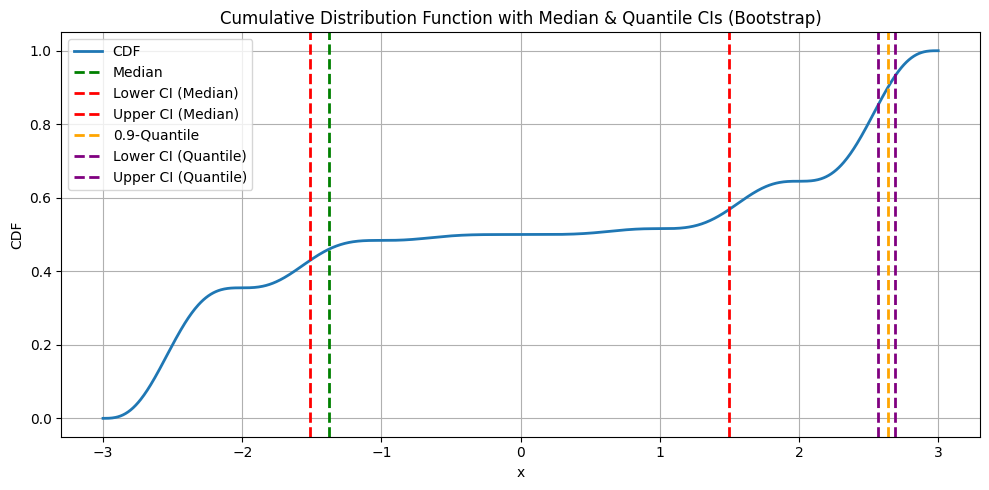 Cumulative Distribution Function with Median & Quantile CIs (Bootstrap)
CDF
Median
Lower CI (Median)
Upper CI (Median)
0.9-Quantile
Lower CI (Quantile)
Upper CI (Quantile)
1.0
0.8
0.6
0.4
0.2
0.0
CDF
−3
−2
−1
0
1
2
3
x